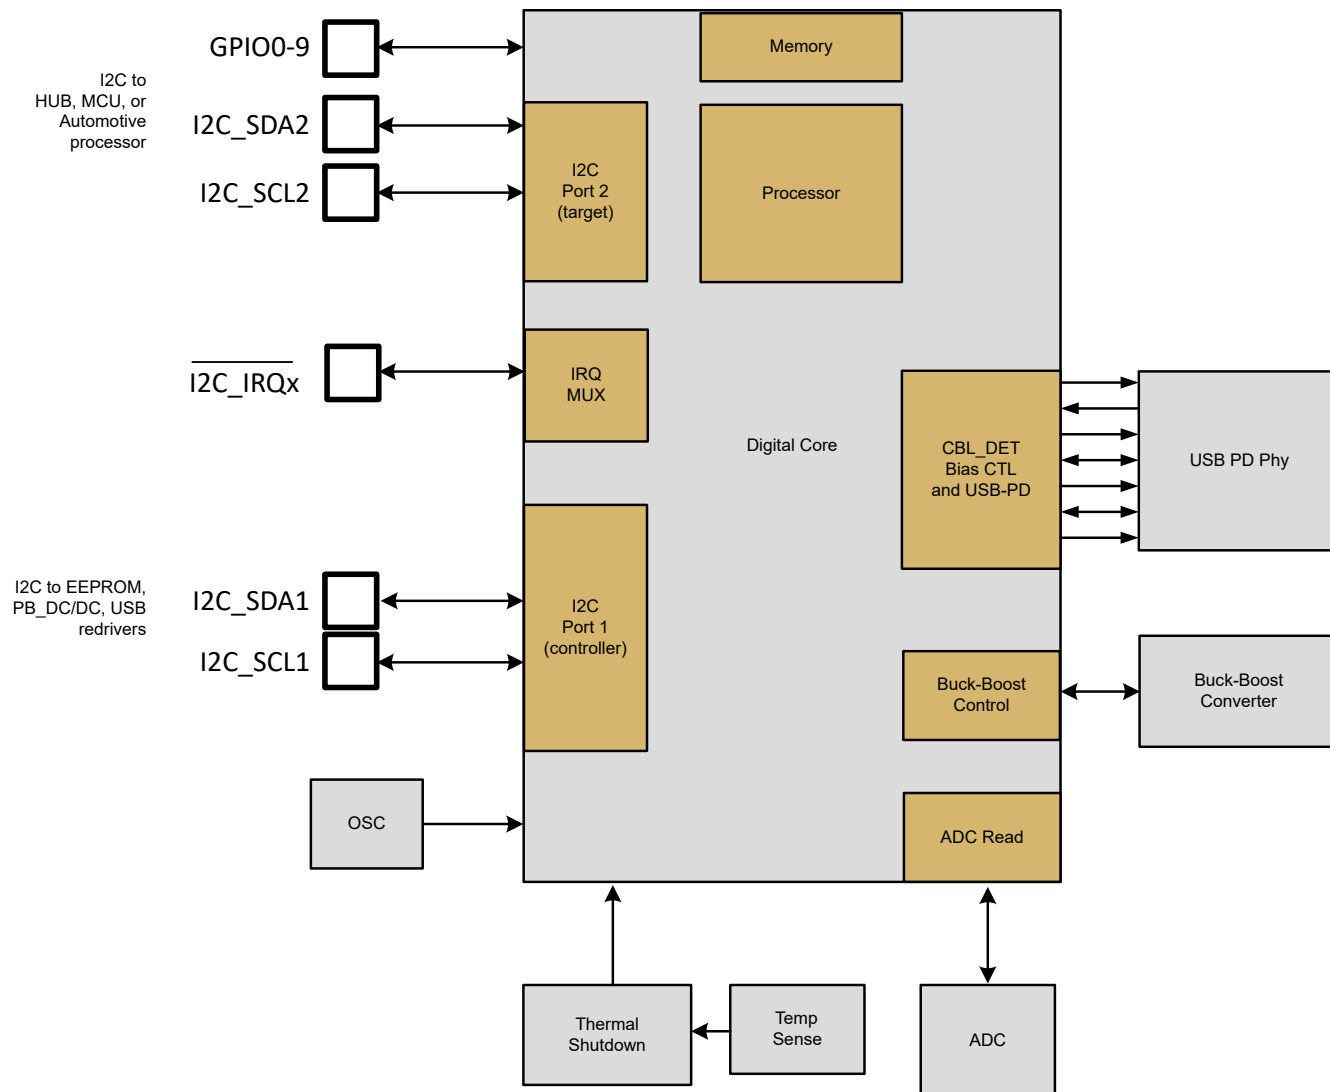 GPIO0-9
I2C to
HUB, MCU, or
Automotive
processor
I2C_SDA2
I2C_SCL2
I2C_IRQx
I2C to EEPROM,
PB_DC/DC, USB
redrivers
I2C_SDA1
I2C_SCL1
OSC
Memory
I2C
Port 2
(target)
Processor
IRQ
MUX
Digital Core
CBL_DET
Bias CTL
and USB-PD
USB PD Phy
I2C
Port 1
(controller)
Buck-Boost
Control
Buck-Boost
Converter
ADC Read
Thermal
Shutdown
Temp
Sense
ADC